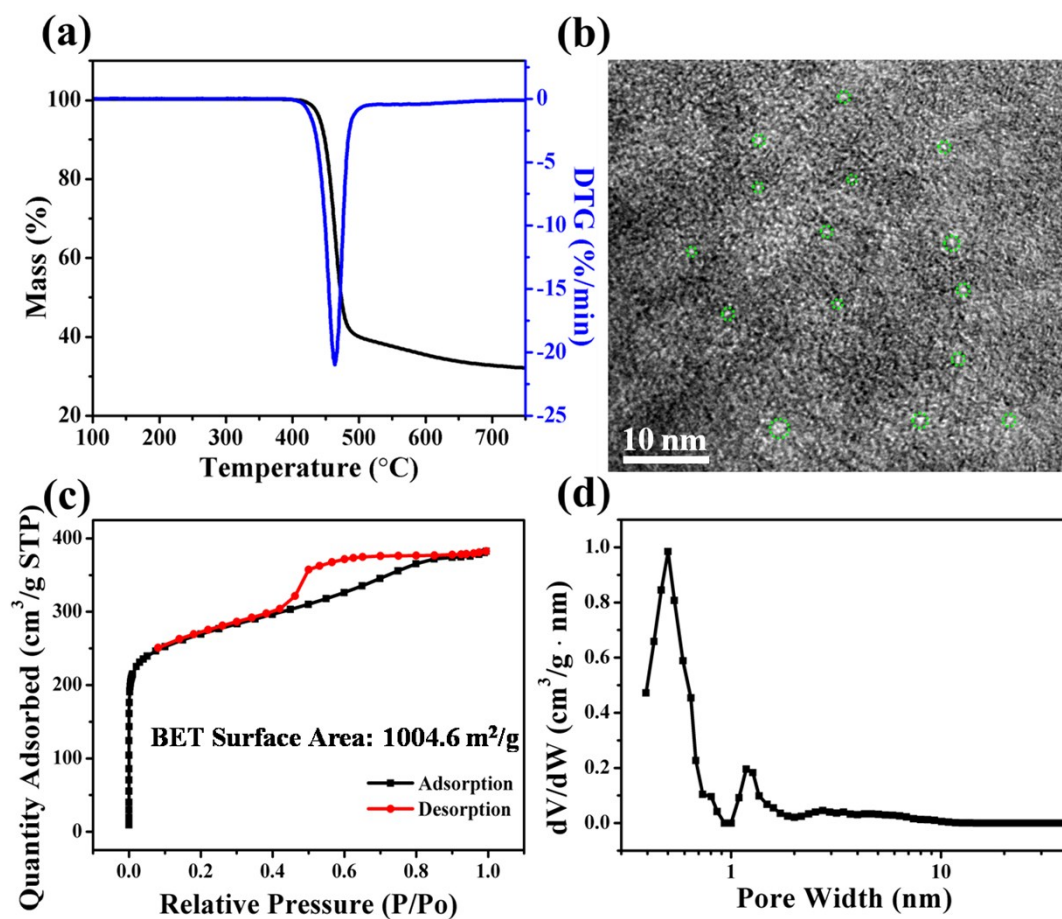 (a)
100
80
60
40
20
Mass (%)
0
-5
-10
-15
-20
-25
DTG (%/min)
100 200 300 400 500 600 700
Temperature (°C)
(b)
10 nm
(c)
400
300
200
100
0
Quantity Adsorbed (cm³/g STP)
BET Surface Area: 1004.6 m²/g
Adsorption
Desorption
0.0 0.2 0.4 0.6 0.8 1.0
Relative Pressure (P/Po)
(d)
1.0
0.8
0.6
0.4
0.2
0.0
dV/dW (cm³/g · nm)
1 10
Pore Width (nm)